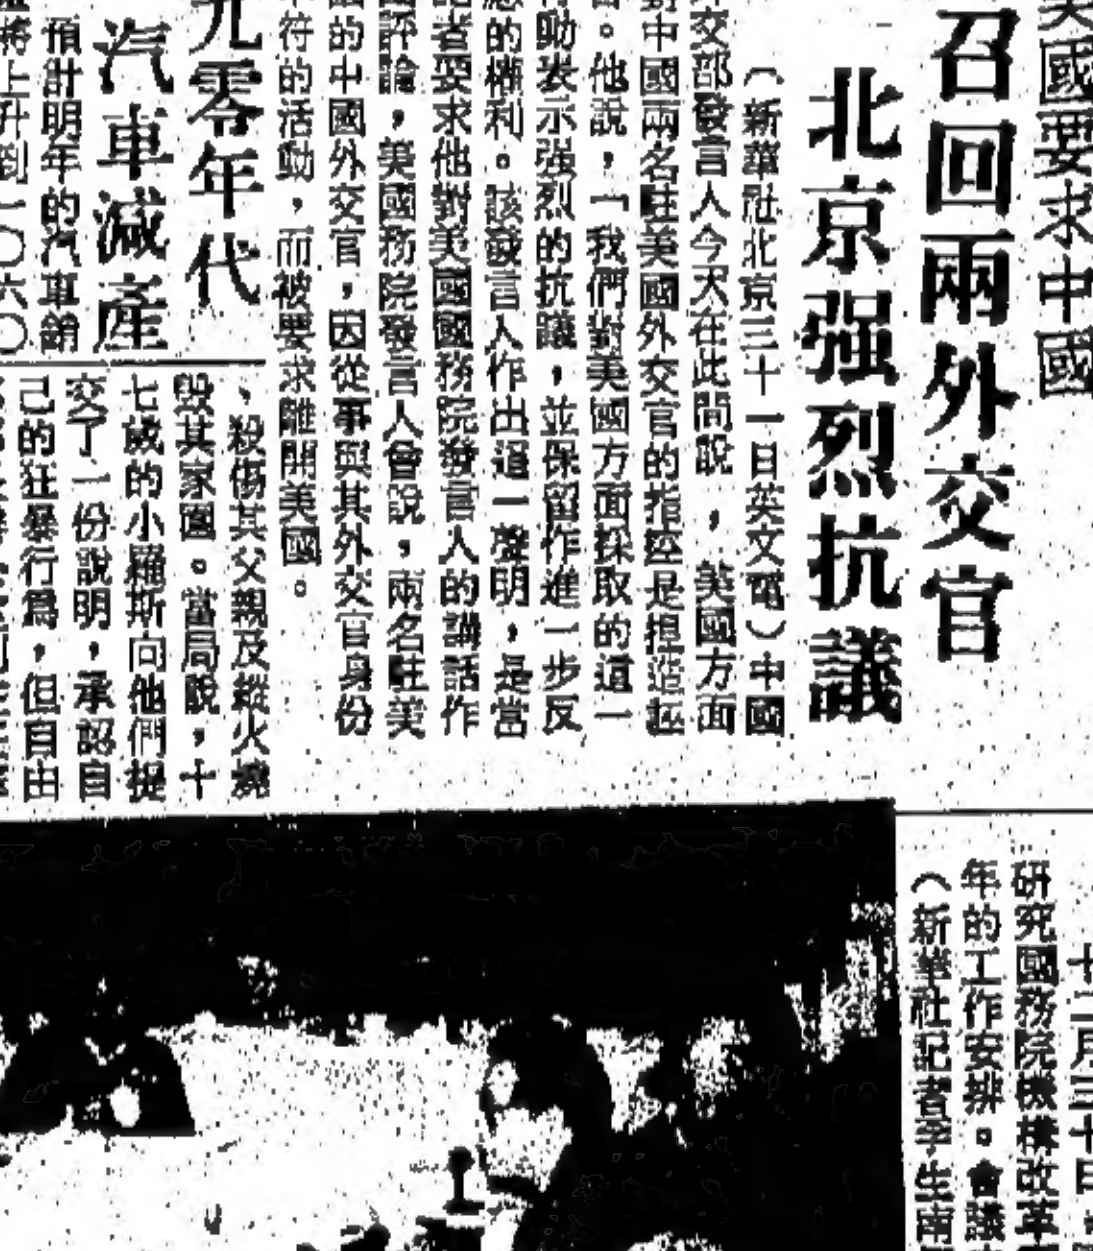 美國要求中國
召回兩外交官
北京强烈抗議
（新華社北京三十一日英文電）中國
外交部發言人今天在此間說，美國方面
對中國兩名駐美國外交官的指控是揑造
。他說，「我們對美國方面採取的這一
行動表示强烈的抗議，並保留作進一步反
應的權利。該發言人作出這一聲明，是當
記者要求他對美國國務院發言人的講話作
評論，美國務院發言人會說，兩名駐美
的中國外交官，因從事與其外交官身份
不符的活動，而被要求離開美國。
九零年代
汽車減產
預計明年的汽車銷
將上升到一〇六〇
、殺傷其父親及縱火燒
毀其家園。當局說，十
七歲的小羅斯向他們提
交了一份說明，承認自
己的狂暴行爲，但自由
十二月三十日
研究國務院機構改革
年的工作安排。會議
（新華社記者李生南